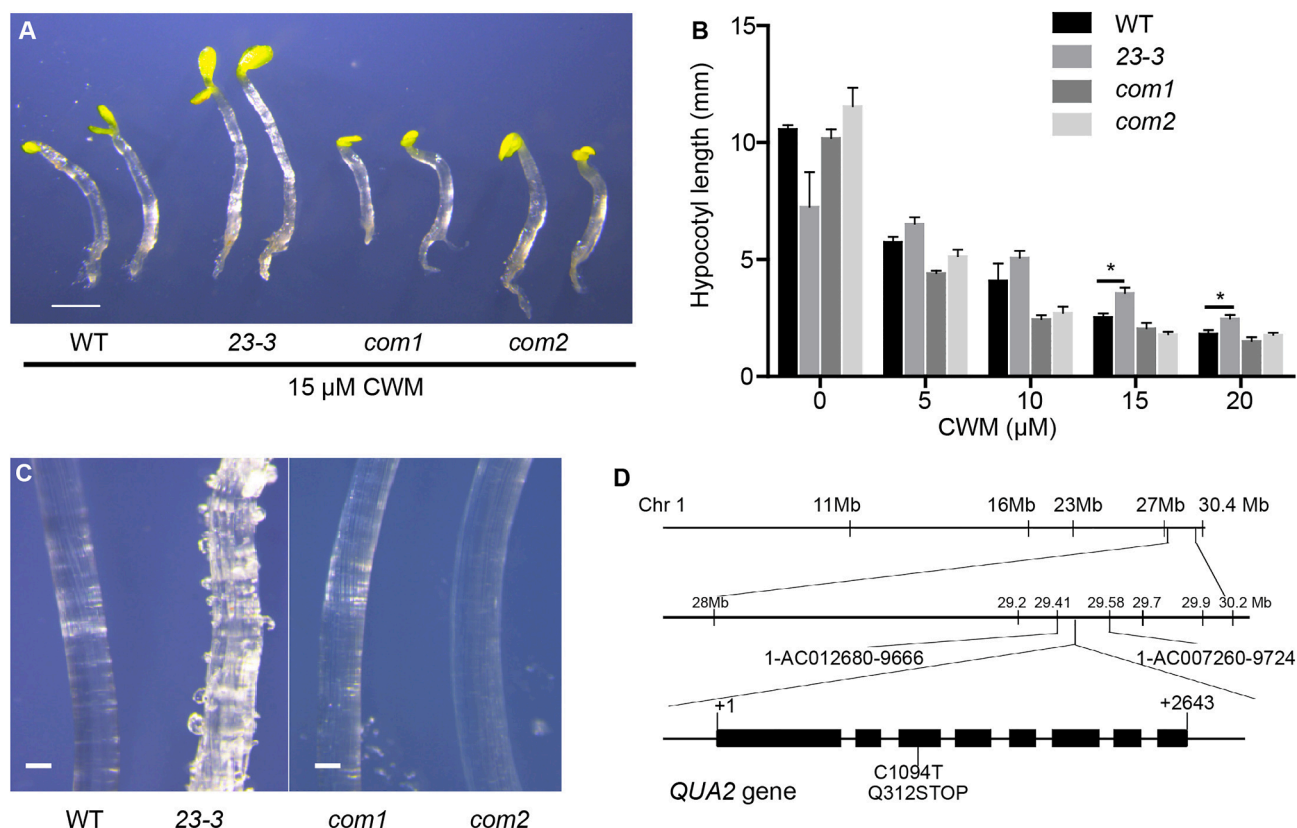 A
WT 23-3 com1 com2
15 µM CWM
B
15
10
5
0
Hypocotyl length (mm)
WT
23-3
com1
com2
*
*
0 5 10 15 20
CWM (µM)
C
WT 23-3 com1 com2
D
Chr 1 11Mb 16Mb 23Mb 27Mb 30.4 Mb
28Mb 29.2 29.41 29.58 29.7 29.9 30.2 Mb
1-AC012680-9666 1-AC007260-9724
+1 +2643
C1094T
Q312STOP
QUA2 gene